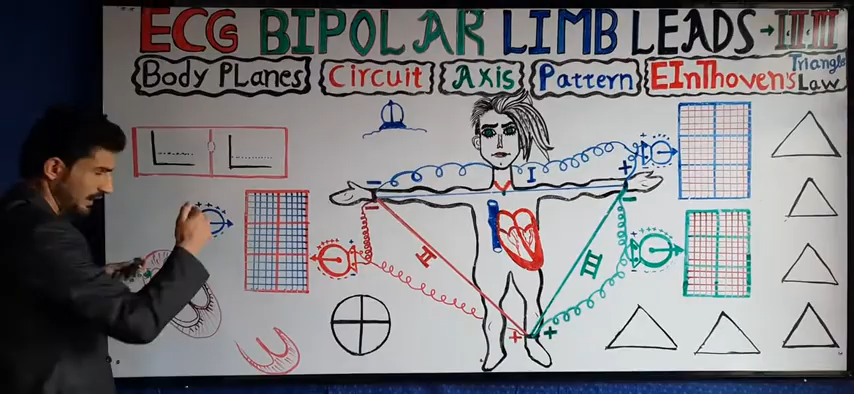 ECG BIPOLAR LIMB LEADS → I II III
Body PLanes Circuit Axis Pattern EInThoven's Triangle Law
I
II
III